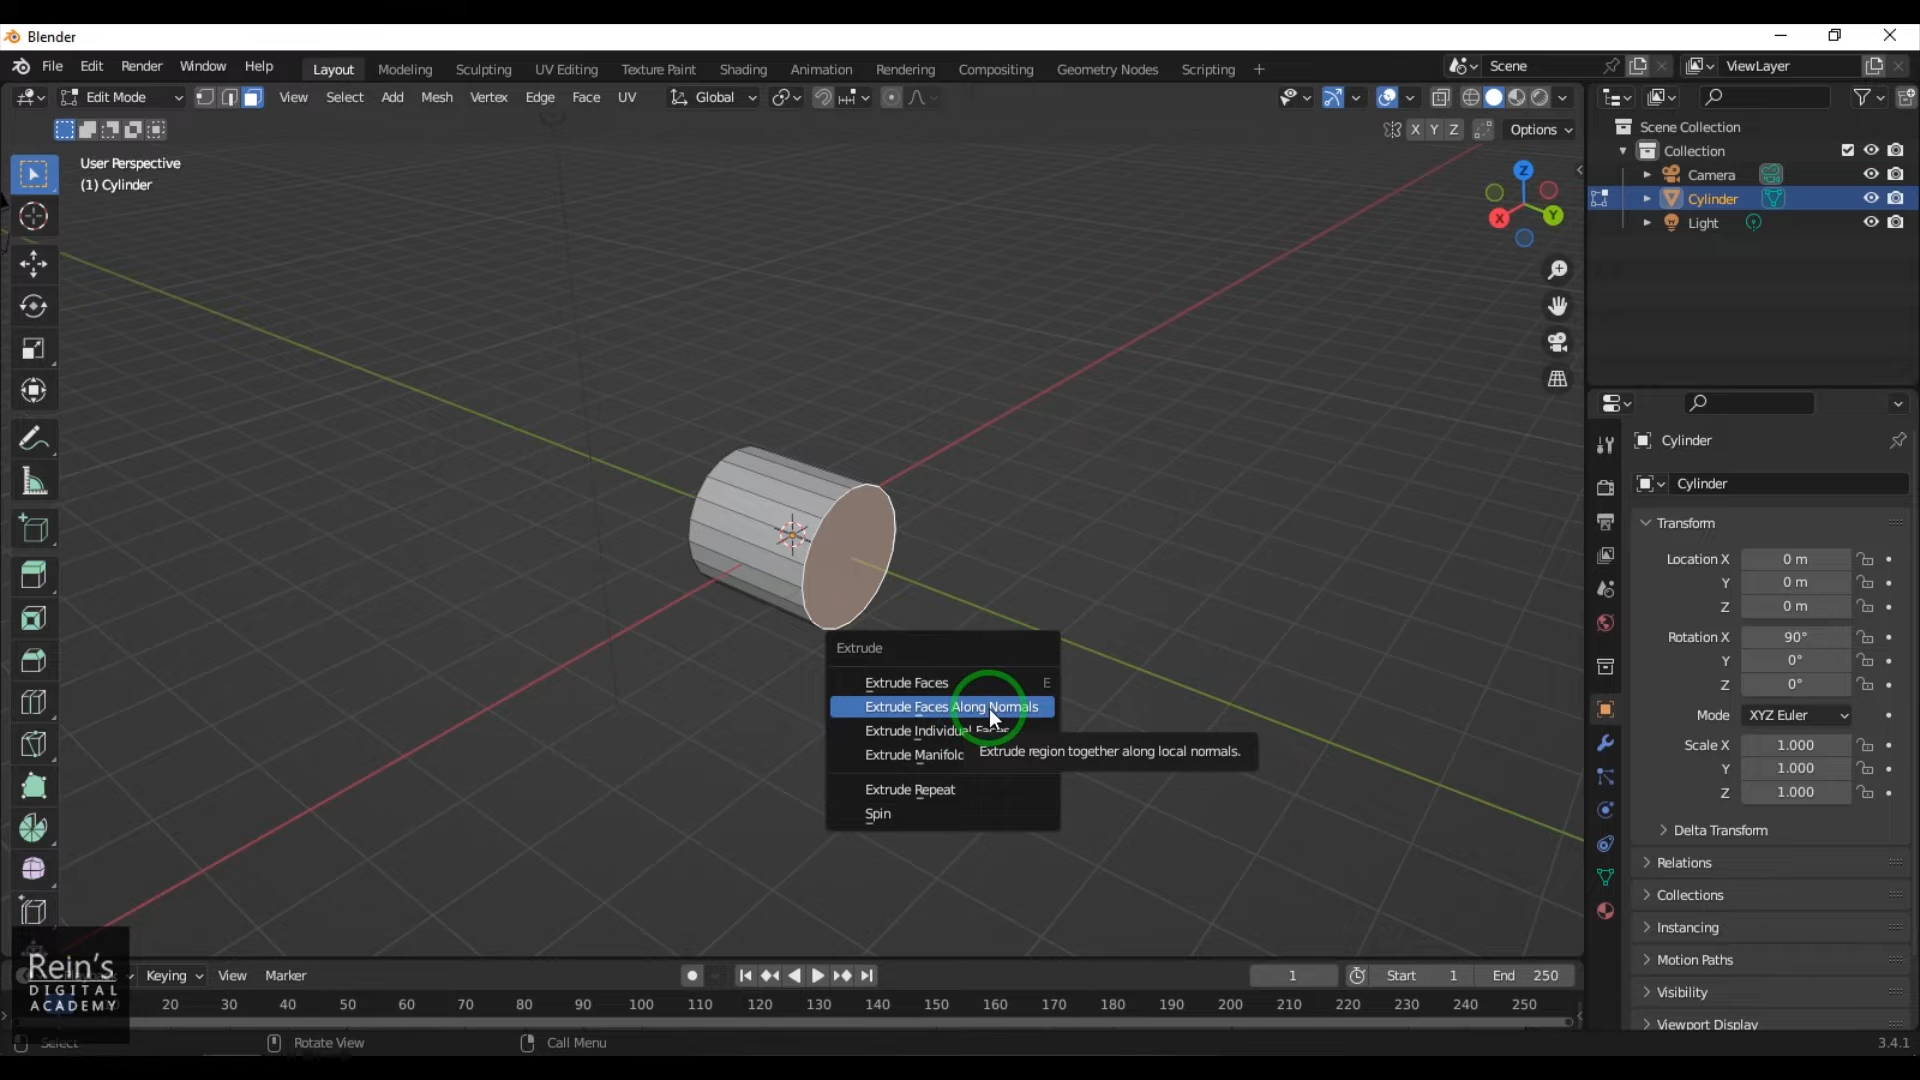 Blender
File Edit Render Window Help Layout Modeling Sculpting UV Editing Texture Paint Shading Animation Rendering Compositing Geometry Nodes Scripting + Scene ViewLayer
Edit Mode View Select Add Mesh Vertex Edge Face UV Global
X Y Z Options
User Perspective
(1) Cylinder
Z
X
Y
Scene Collection
Collection
Camera
Cylinder
Light
Extrude
Extrude Faces E
Extrude Faces Along Normals
Extrude Individual Faces
Extrude Manifold
Extrude region together along local normals.
Extrude Repeat
Spin
Cylinder
Cylinder
Transform
Location X 0 m
Y 0 m
Z 0 m
Rotation X 90°
Y 0°
Z 0°
Mode XYZ Euler
Scale X 1.000
Y 1.000
Z 1.000
Delta Transform
Relations
Collections
Instancing
Motion Paths
Visibility
Viewport Display
Keying View Marker 1 Start 1 End 250
20 30 40 50 60 70 80 90 100 110 120 130 140 150 160 170 180 190 200 210 220 230 240 250
Rein's
DIGITAL
ACADEMY
Select Rotate View Call Menu 3.4.1